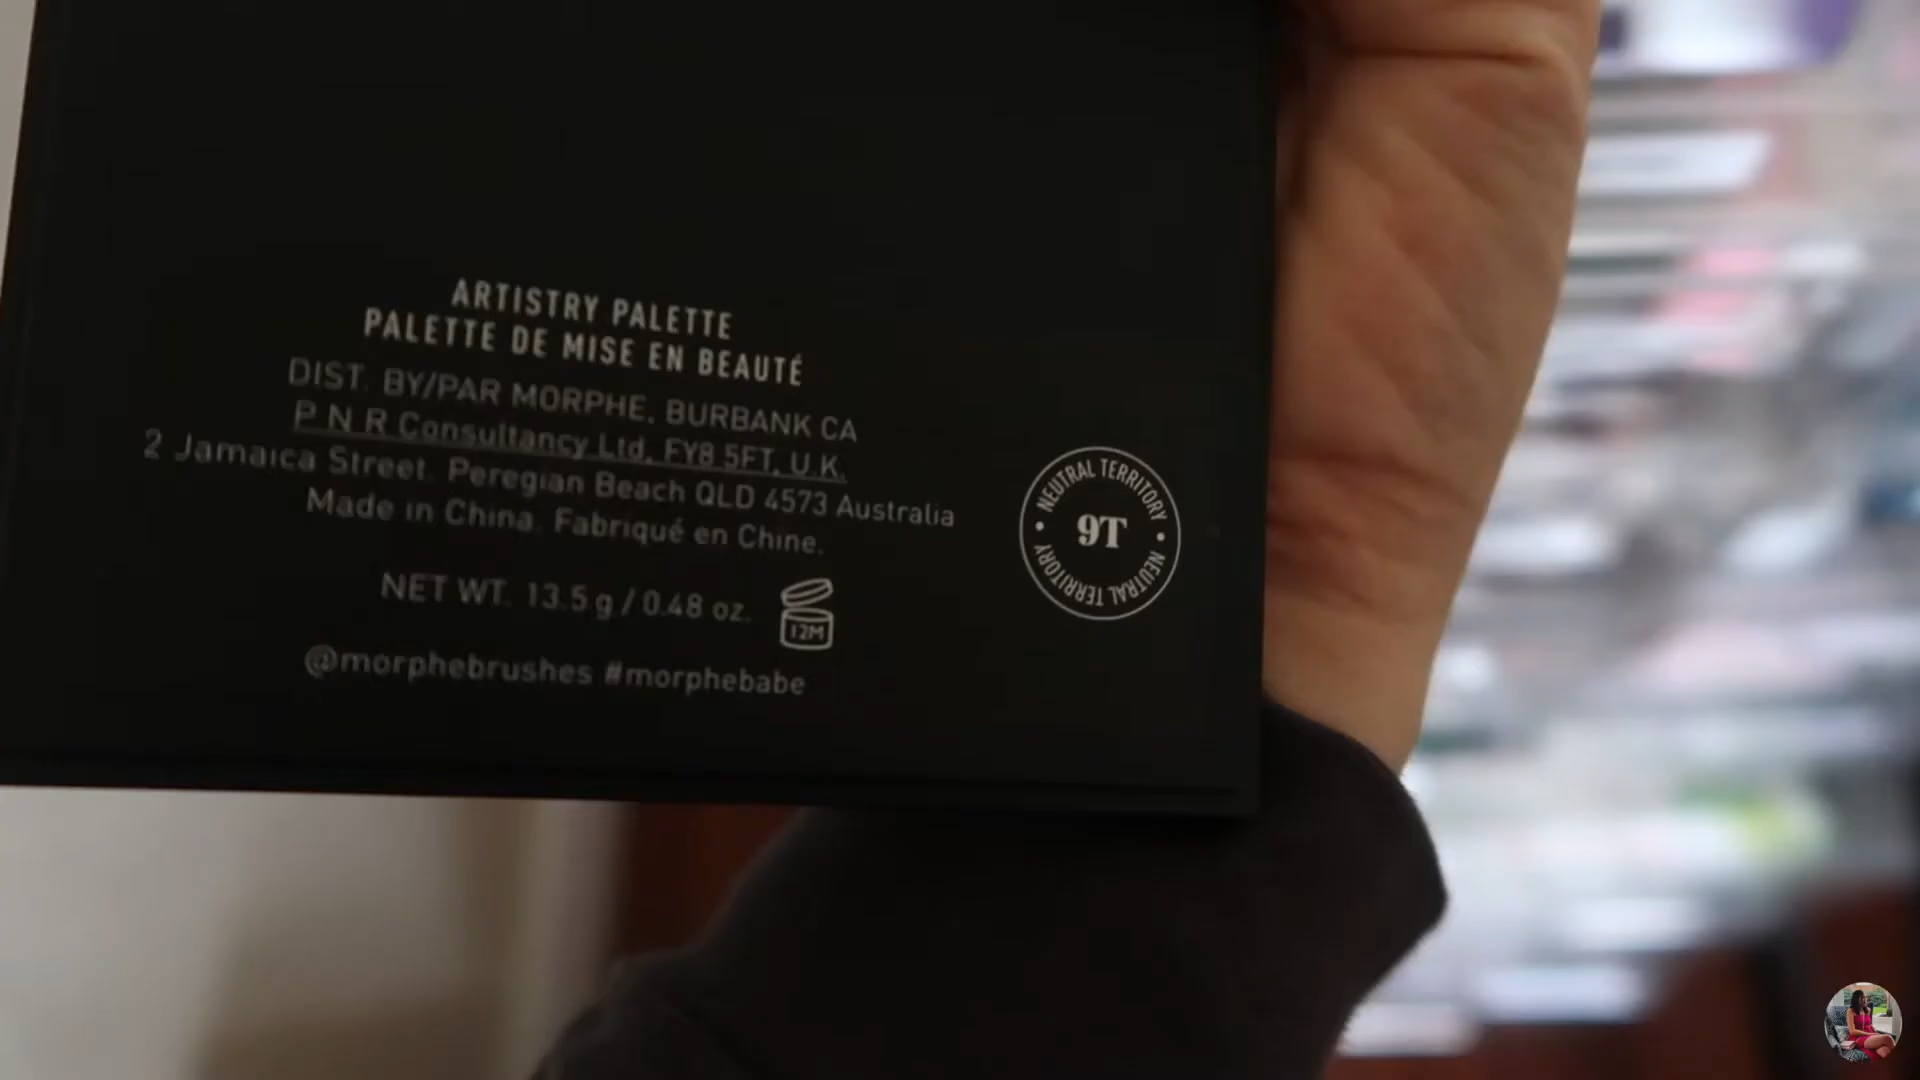 ARTISTRY PALETTE
PALETTE DE MISE EN BEAUTÉ
DIST. BY/PAR MORPHE, BURBANK CA
P N R Consultancy Ltd, FY8 5FT, U.K.
2 Jamaica Street. Peregian Beach QLD 4573 Australia
Made in China. Fabriqué en Chine.
NET WT. 13.5 g / 0.48 oz.
12M
@morphebrushes #morphebabe
NEUTRAL TERRITORY
9T
NEUTRAL TERRITORY